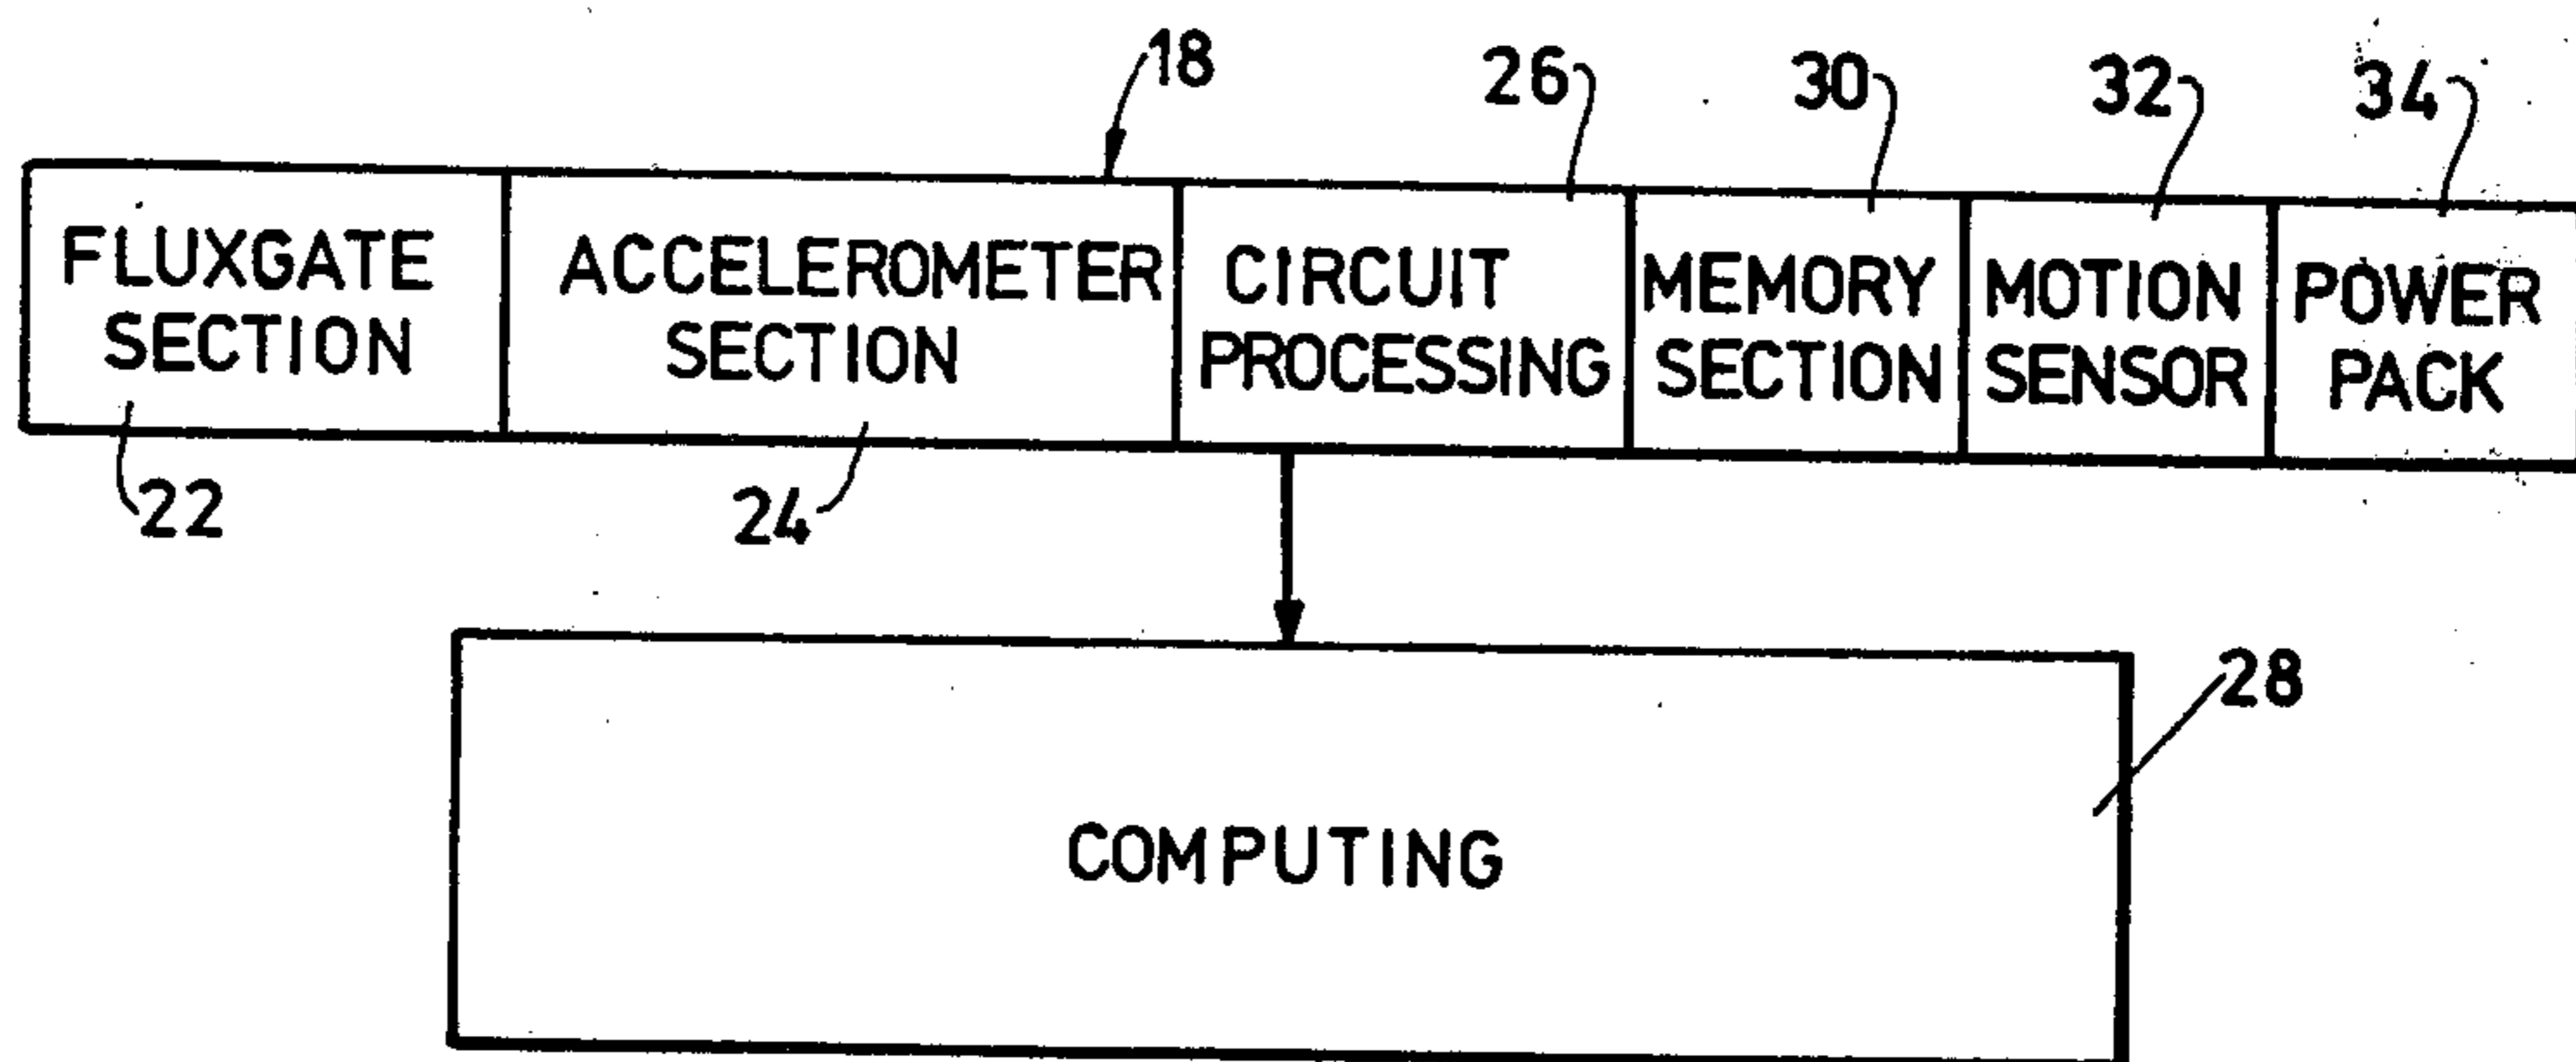 18
26
30
32
34
FLUXGATE
SECTION
ACCELEROMETER
SECTION
CIRCUIT
PROCESSING
MEMORY
SECTION
MOTION
SENSOR
POWER
PACK
22
24
28
COMPUTING